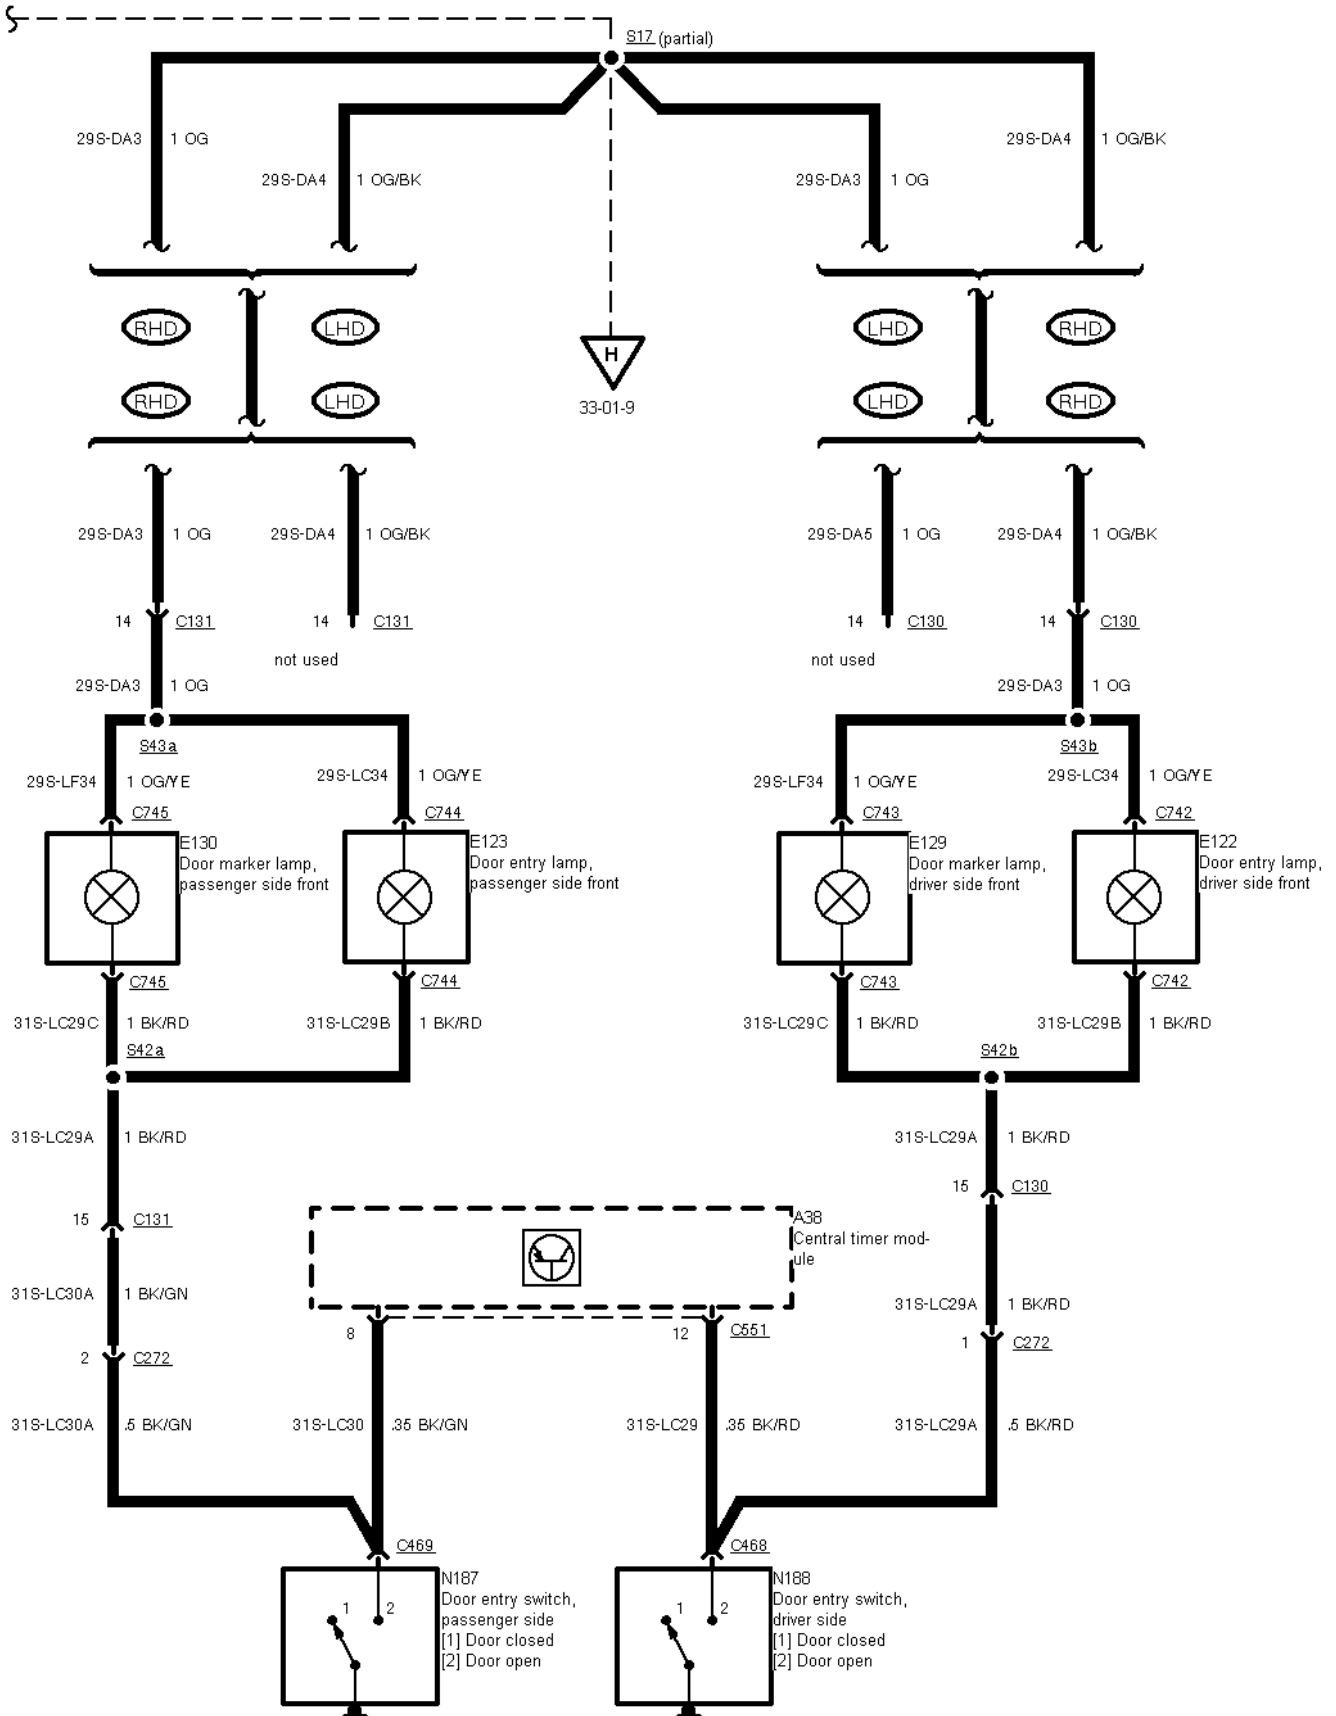 S17 (partial)
29S-DA3 1 OG
29S-DA4 1 OG/BK
29S-DA4 1 OG/BK
29S-DA3 1 OG
RHD LHD LHD RHD
H
RHD LHD LHD RHD
33-01-9
29S-DA3 1 OG 29S-DA4 1 OG/BK 29S-DA5 1 OG 29S-DA4 1 OG/BK
14 C131 14 C131 14 C130 14 C130
not used not used
29S-DA3 1 OG 29S-DA3 1 OG
S43a S43b
29S-LF34 1 OG/YE 29S-LC34 1 OG/YE 29S-LF34 1 OG/YE 29S-LC34 1 OG/YE
C745 C744 C743 C742
E130 E123 E129 E122
Door marker lamp, Door entry lamp, Door marker lamp, Door entry lamp,
passenger side front passenger side front driver side front driver side front
C745 C744 C743 C742
31S-LC29C 1 BK/RD 31S-LC29B 1 BK/RD 31S-LC29C 1 BK/RD 31S-LC29B 1 BK/RD
S42a S42b
31S-LC29A 1 BK/RD 31S-LC29A 1 BK/RD
15 C130
15 C131 A38
Central timer mod-
ule
31S-LC30A 1 BK/GN 31S-LC29A 1 BK/RD
8 12 C551 1 C272
2 C272
31S-LC30A .5 BK/GN 31S-LC30 .35 BK/GN 31S-LC29 .35 BK/RD 31S-LC29A .5 BK/RD
C469 C468
N187 N188
Door entry switch, Door entry switch,
1 2 passenger side 1 2 driver side
[1] Door closed [1] Door closed
[2] Door open [2] Door open